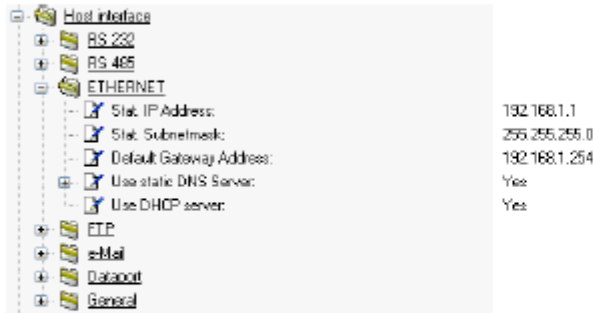 Host interface
RS 232
RS 485
ETHERNET
Stat. IP Address: 192.168.1.1
Stat. Subnetmask: 255.255.255.0
Default Gateway Address: 192.168.1.254
Use static DNS Server: Yes
Use DHCP server: Yes
FTP
e-Mail
Dataport
General